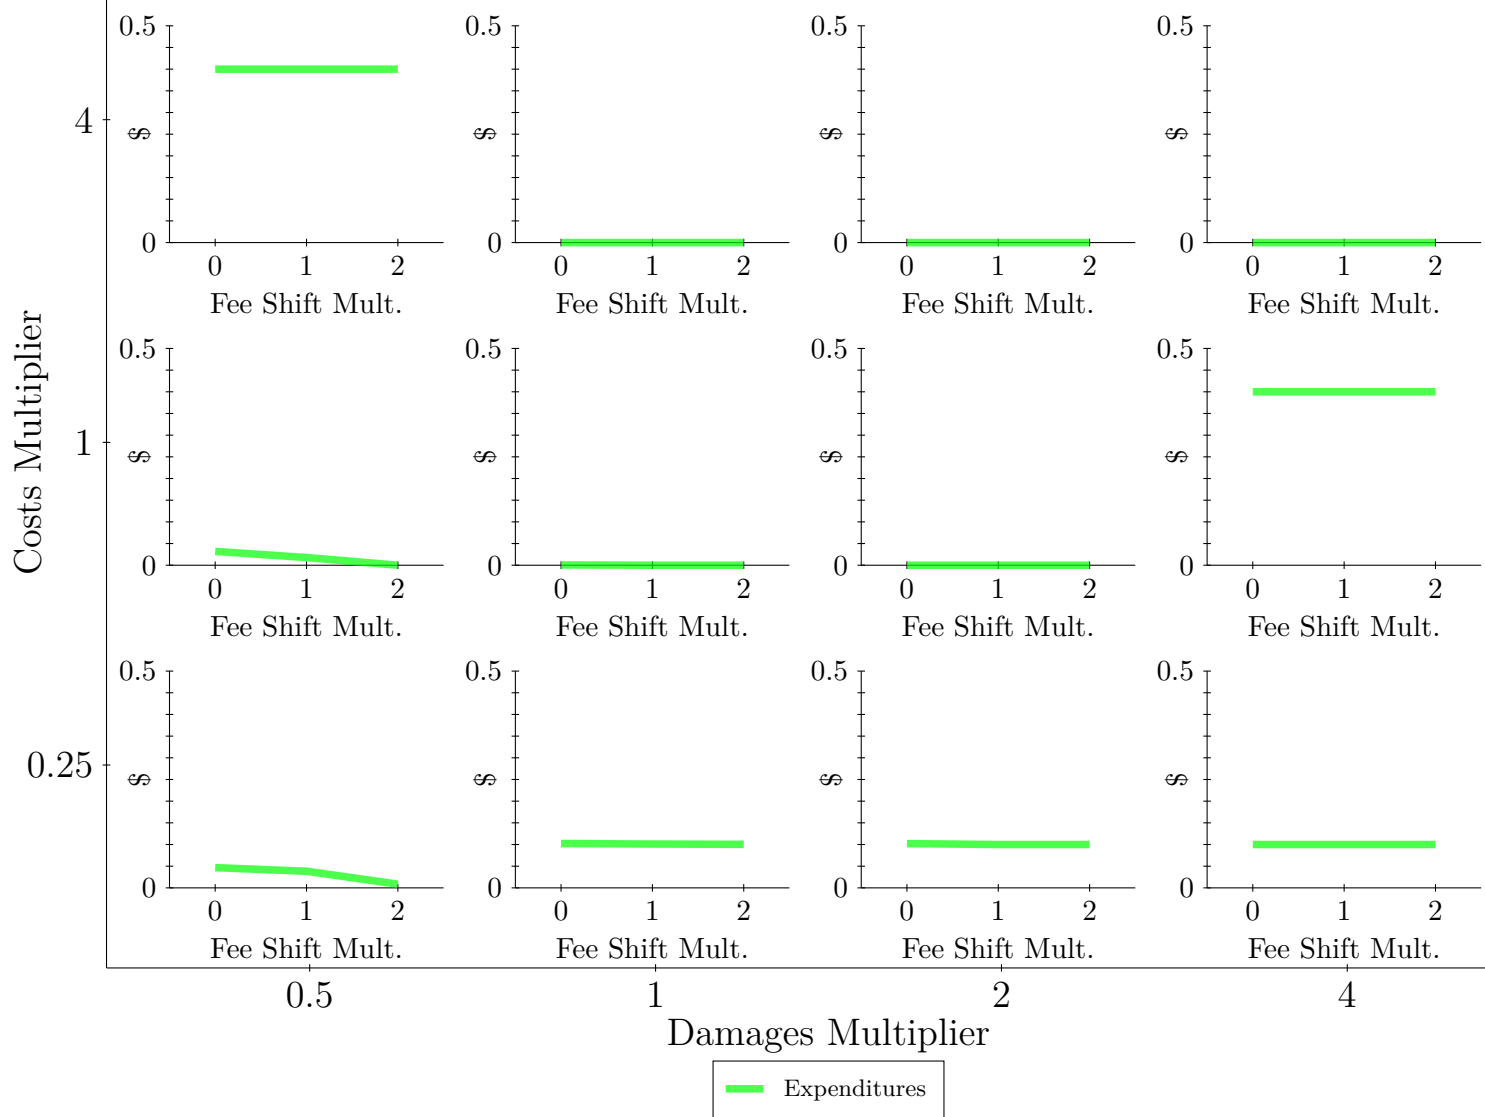 0.5 0.5 0.5 0.5
4 $ $ $ $
0 0 0 0
0 1 2 0 1 2 0 1 2 0 1 2
Fee Shift Mult. Fee Shift Mult. Fee Shift Mult. Fee Shift Mult.
Costs Multiplier
0.5 0.5 0.5 0.5
1 $ $ $ $
0 0 0 0
0 1 2 0 1 2 0 1 2 0 1 2
Fee Shift Mult. Fee Shift Mult. Fee Shift Mult. Fee Shift Mult.
0.5 0.5 0.5 0.5
0.25 $ $ $ $
0 0 0 0
0 1 2 0 1 2 0 1 2 0 1 2
Fee Shift Mult. Fee Shift Mult. Fee Shift Mult. Fee Shift Mult.
0.5 1 2 4
Damages Multiplier
Expenditures